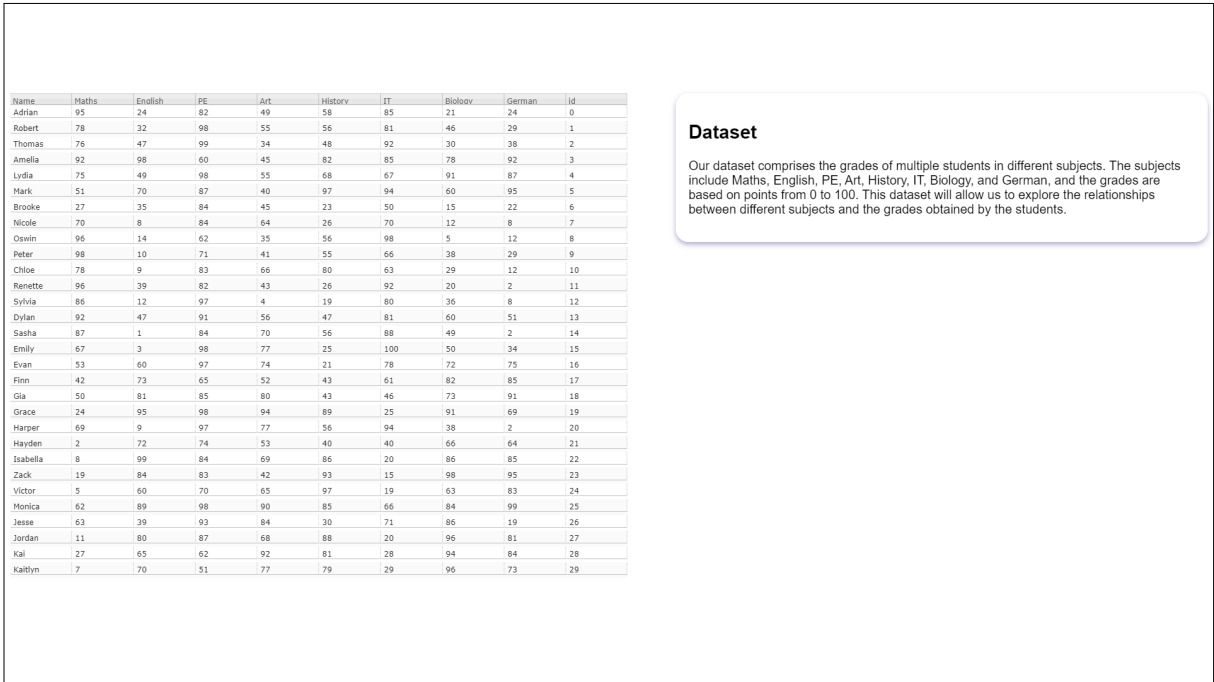 Name Maths English PE Art History IT Biology German id
Adrian 95 24 82 49 58 85 21 24 0
Robert 78 32 98 55 56 81 46 29 1
Thomas 76 47 99 34 48 92 30 38 2
Amelia 92 98 60 45 82 85 78 92 3
Lydia 75 49 98 55 68 67 91 87 4
Mark 51 70 87 40 97 94 60 95 5
Brooke 27 35 84 45 23 50 15 22 6
Nicole 70 8 84 64 26 70 12 8 7
Oswin 96 14 62 35 56 98 5 12 8
Peter 98 10 71 41 55 66 38 29 9
Chloe 78 9 83 66 80 63 29 12 10
Renette 96 39 82 43 26 92 20 2 11
Sylvia 86 12 97 4 19 80 36 8 12
Dylan 92 47 91 56 47 81 60 51 13
Sasha 87 1 84 70 56 88 49 2 14
Emily 67 3 98 77 25 100 50 34 15
Evan 53 60 97 74 21 78 72 75 16
Finn 42 73 65 52 43 61 82 85 17
Gia 50 81 85 80 43 46 73 91 18
Grace 24 95 98 94 89 25 91 69 19
Harper 69 9 97 77 56 94 38 2 20
Hayden 2 72 74 53 40 40 66 64 21
Isabella 8 99 84 69 86 20 86 85 22
Zack 19 84 83 42 93 15 98 95 23
Victor 5 60 70 65 97 19 63 83 24
Monica 62 89 98 90 85 66 84 99 25
Jesse 63 39 93 84 30 71 86 19 26
Jordan 11 80 87 68 88 20 96 81 27
Kai 27 65 62 92 81 28 94 84 28
Kaitlyn 7 70 51 77 79 29 96 73 29
Dataset
Our dataset comprises the grades of multiple students in different subjects. The subjects
include Maths, English, PE, Art, History, IT, Biology, and German, and the grades are
based on points from 0 to 100. This dataset will allow us to explore the relationships
between different subjects and the grades obtained by the students.